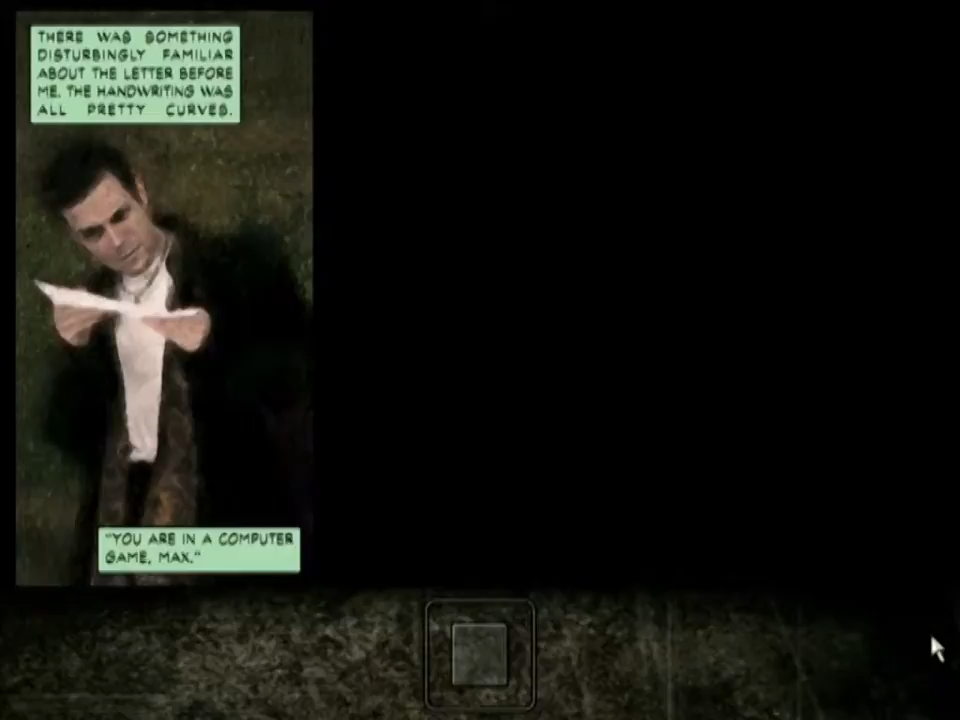 THERE WAS SOMETHING
DISTURBINGLY FAMILIAR
ABOUT THE LETTER BEFORE
ME. THE HANDWRITING WAS
ALL PRETTY CURVES.
"YOU ARE IN A COMPUTER
GAME, MAX."